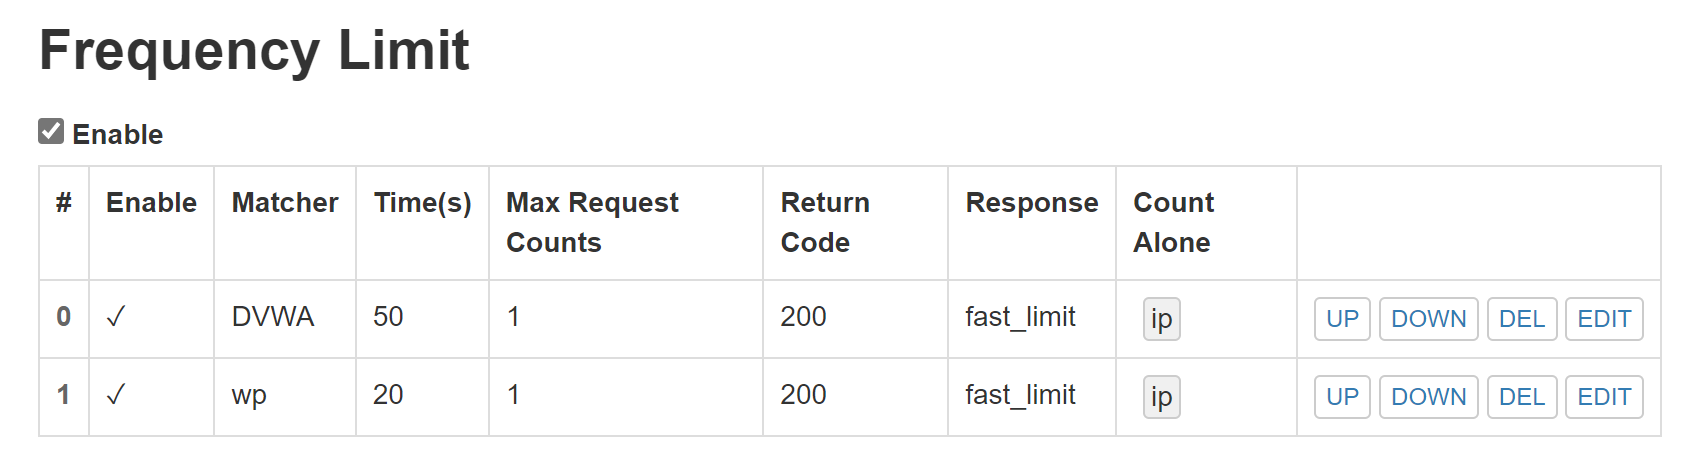 Frequency Limit
Enable
# Enable Matcher Time(s) Max Request Counts Return Code Response Count Alone
0 ✓ DVWA 50 1 200 fast_limit ip UP DOWN DEL EDIT
1 ✓ wp 20 1 200 fast_limit ip UP DOWN DEL EDIT